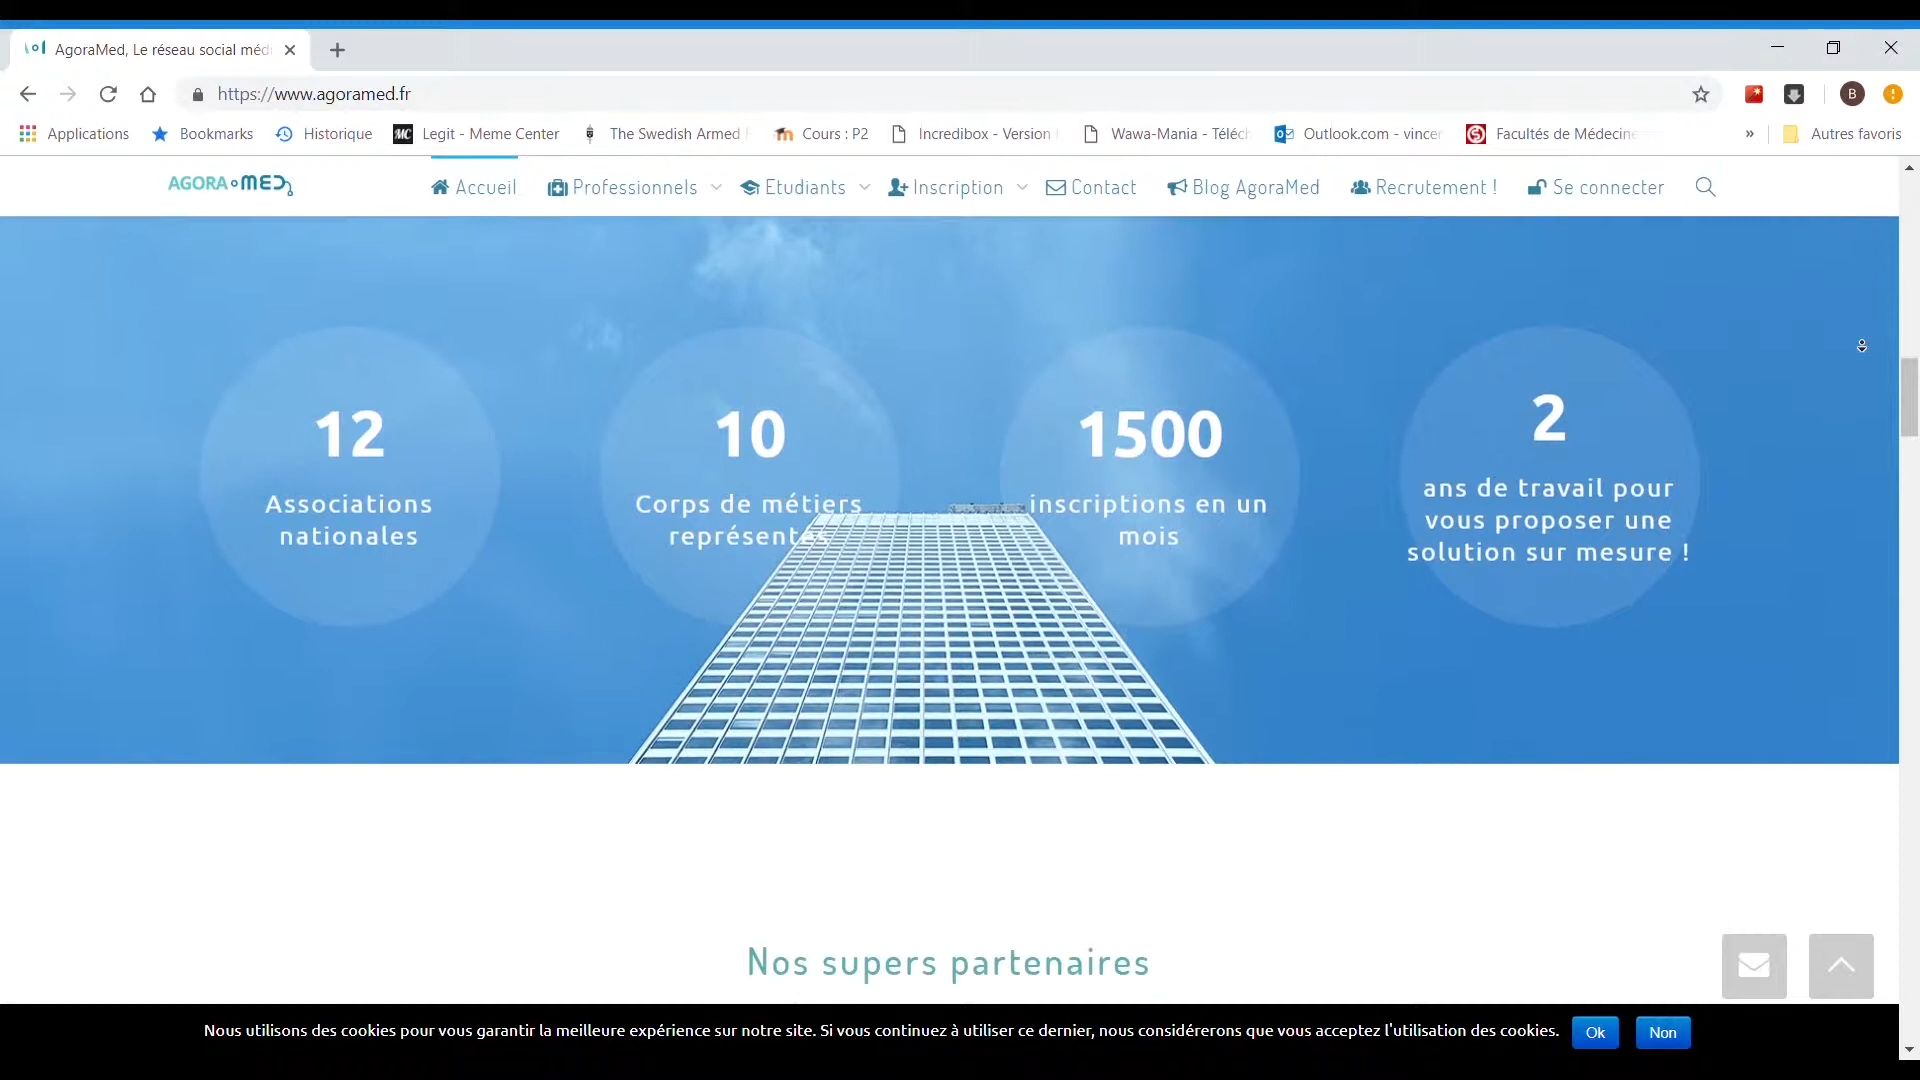 AgoraMed, Le réseau social méd
https://www.agoramed.fr
B
Applications
Bookmarks
Historique
MC
Legit - Meme Center
The Swedish Armed
Cours : P2
Incredibox - Version
Wawa-Mania - Téléch
Outlook.com - vincen
Facultés de Médecine
»
Autres favoris
AGORA MED
Accueil
Professionnels
Etudiants
Inscription
Contact
Blog AgoraMed
Recrutement !
Se connecter
12
Associations
nationales
10
Corps de métiers
représentés
1500
inscriptions en un
mois
2
ans de travail pour
vous proposer une
solution sur mesure !
Nos supers partenaires
Nous utilisons des cookies pour vous garantir la meilleure expérience sur notre site. Si vous continuez à utiliser ce dernier, nous considérerons que vous acceptez l'utilisation des cookies.
Ok
Non